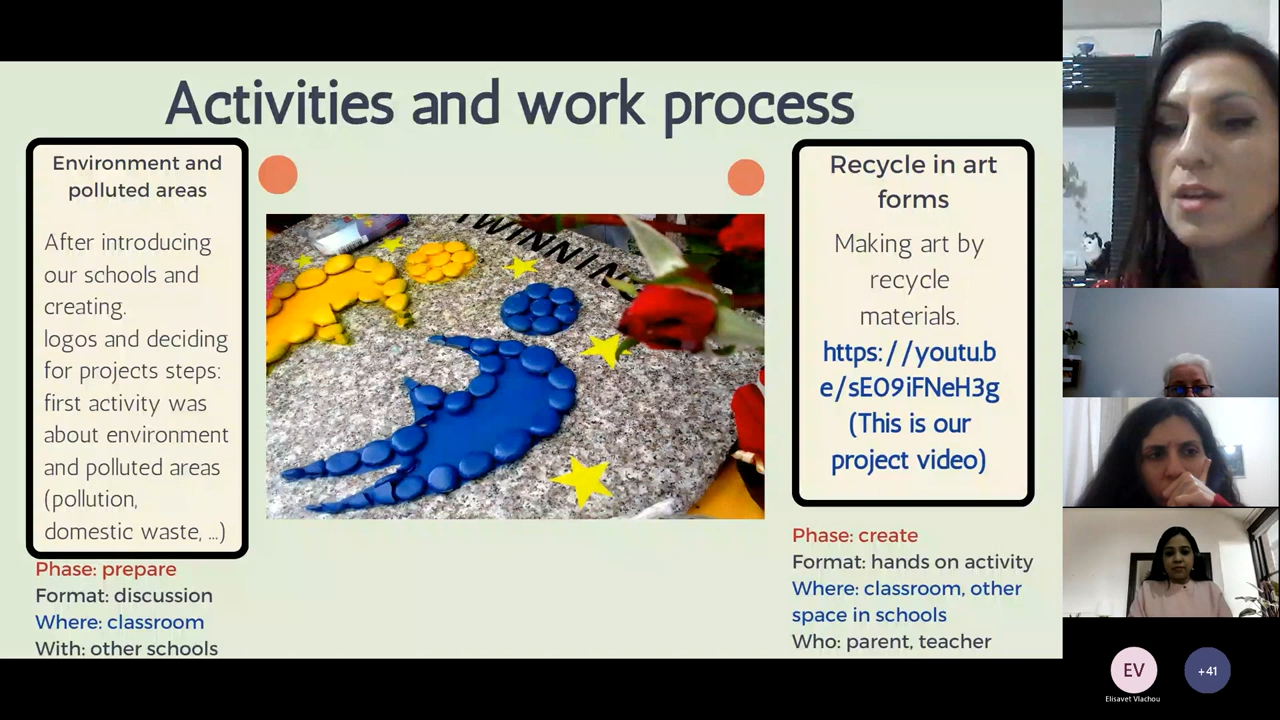 Activities and work process
Environment and
polluted areas
After introducing
our schools and
creating.
logos and deciding
for projects steps:
first activity was
about environment
and polluted areas
(pollution,
domestic waste, ...)
Phase: prepare
Format: discussion
Where: classroom
With: other schools
TWINNIN
Recycle in art
forms
Making art by
recycle
materials.
https://youtu.b
e/sE09iFNeH3g
(This is our
project video)
Phase: create
Format: hands on activity
Where: classroom, other
space in schools
Who: parent, teacher
EV
+41
Elisavet Vlachou